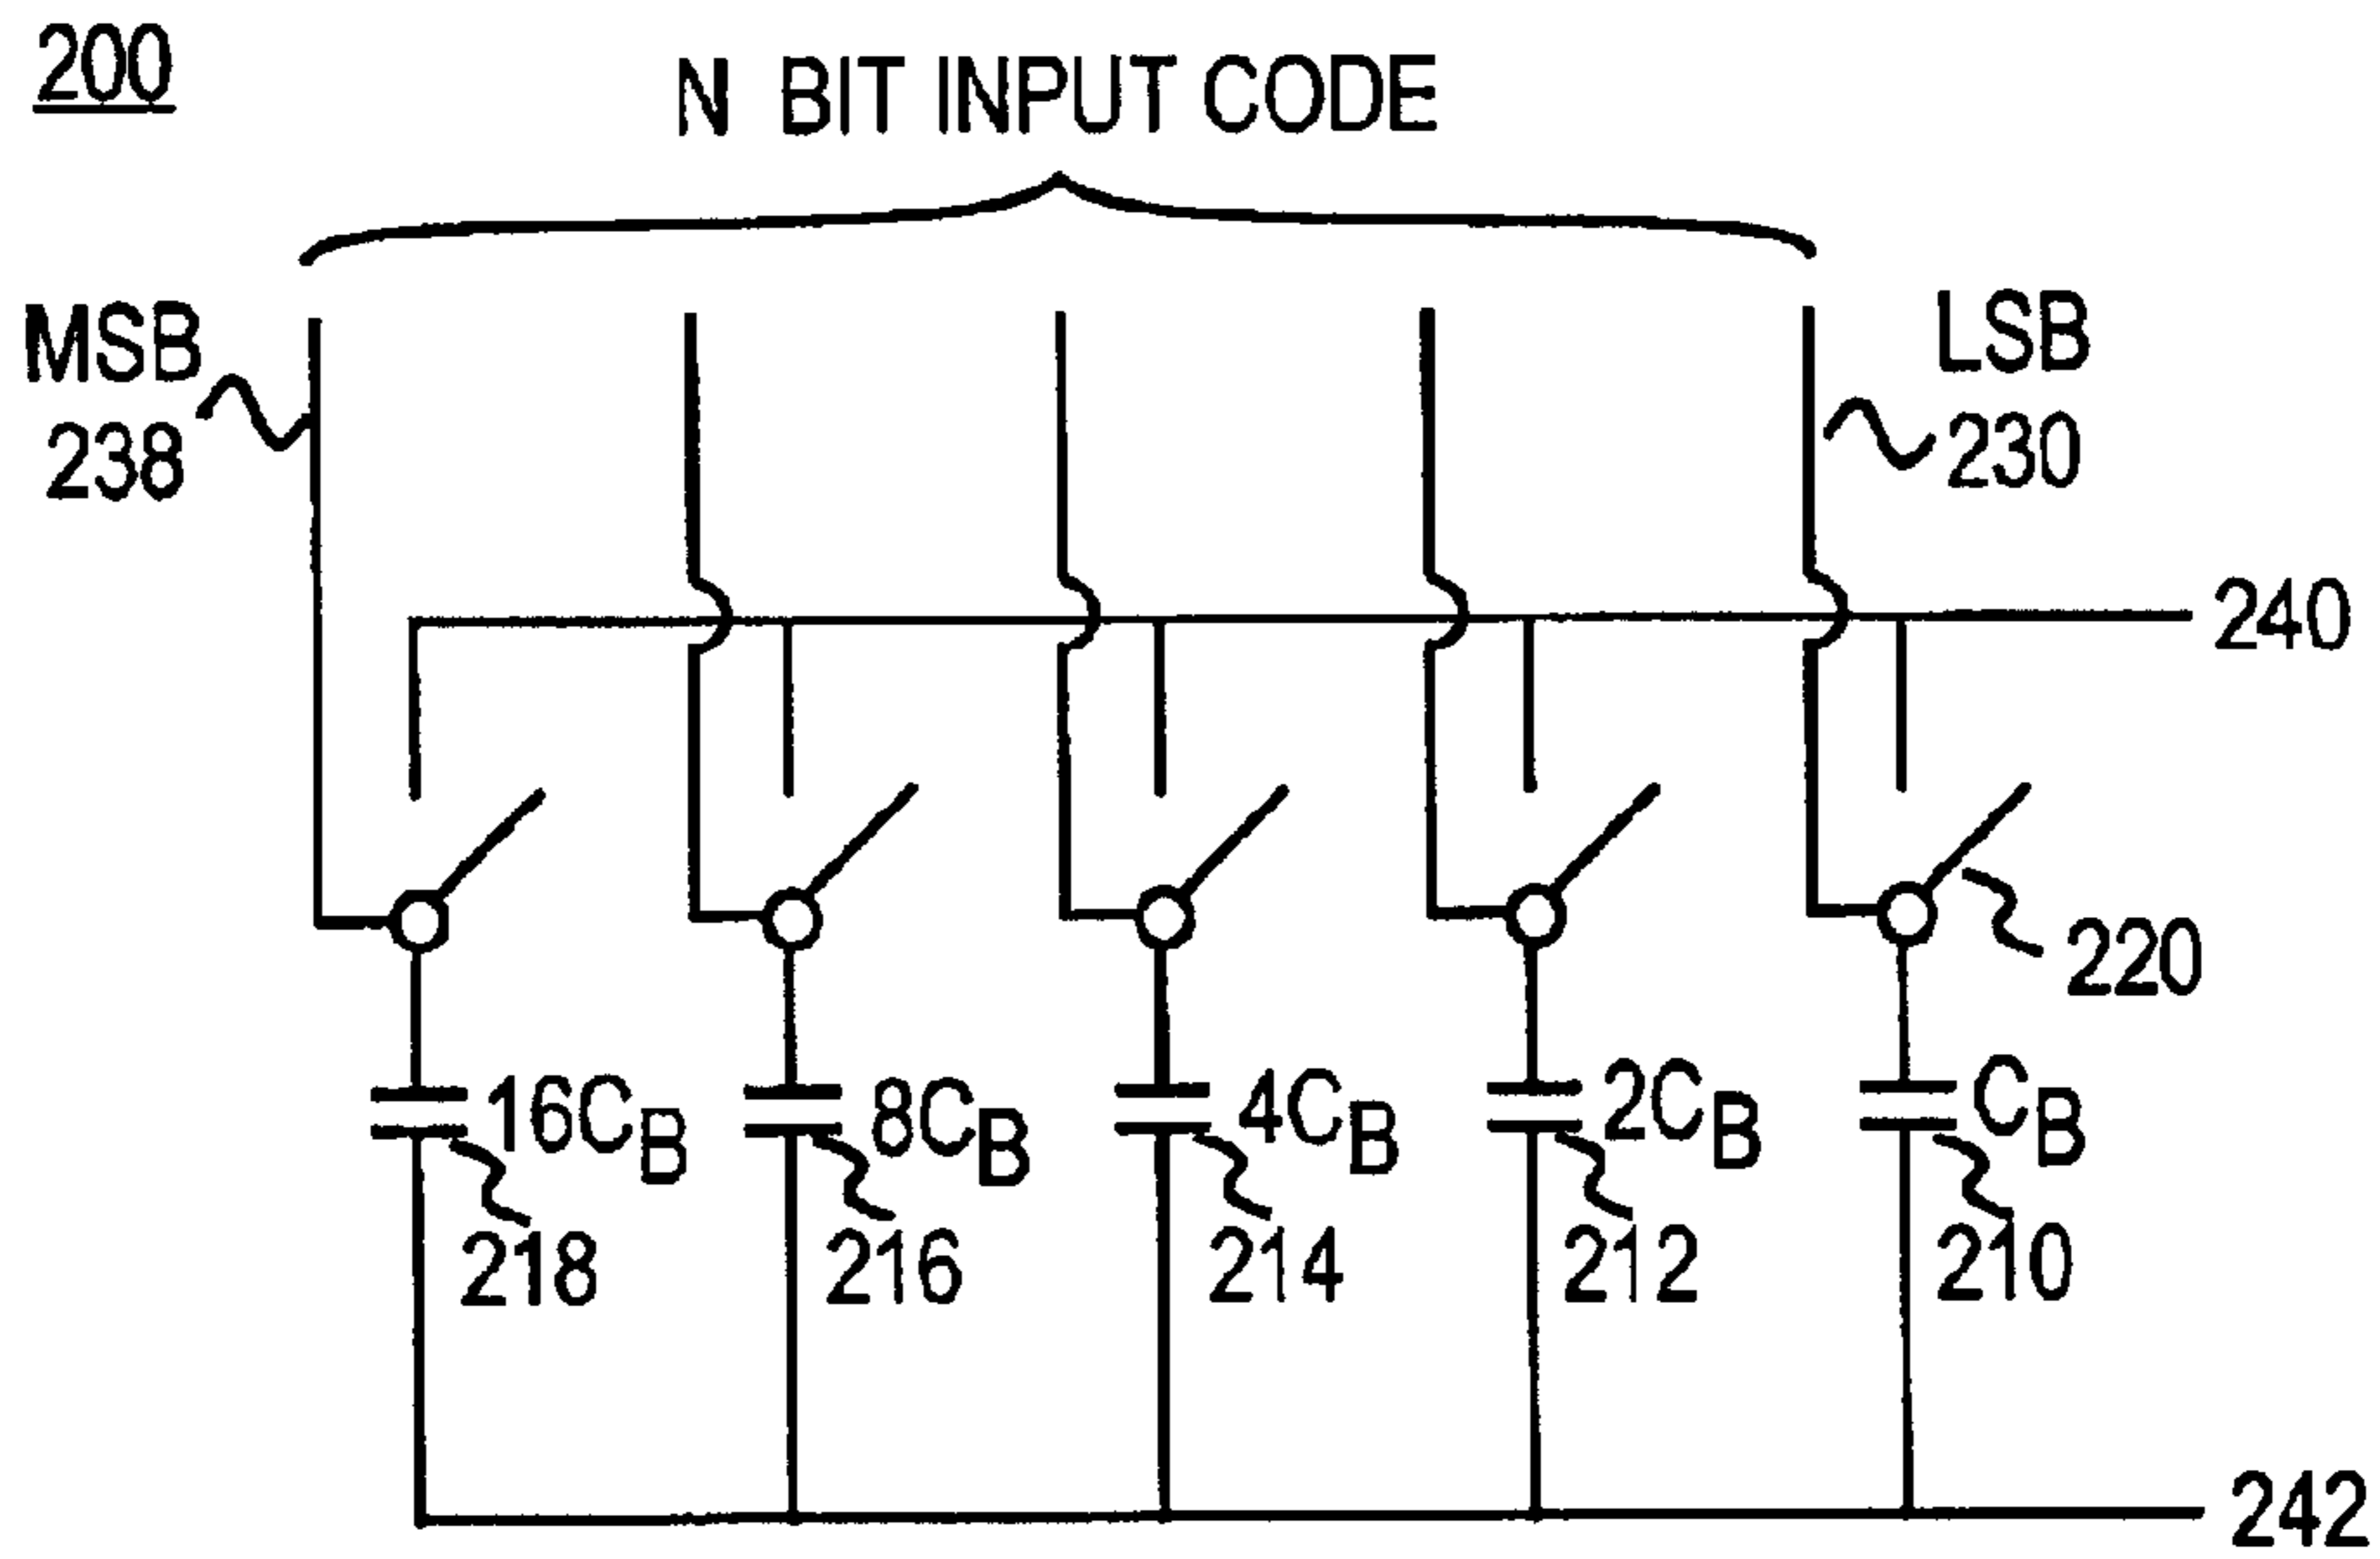 200
N BIT INPUT CODE
MSB
238
LSB
230
240
220
16CB
8CB
4CB
2CB
CB
218
216
214
212
210
242